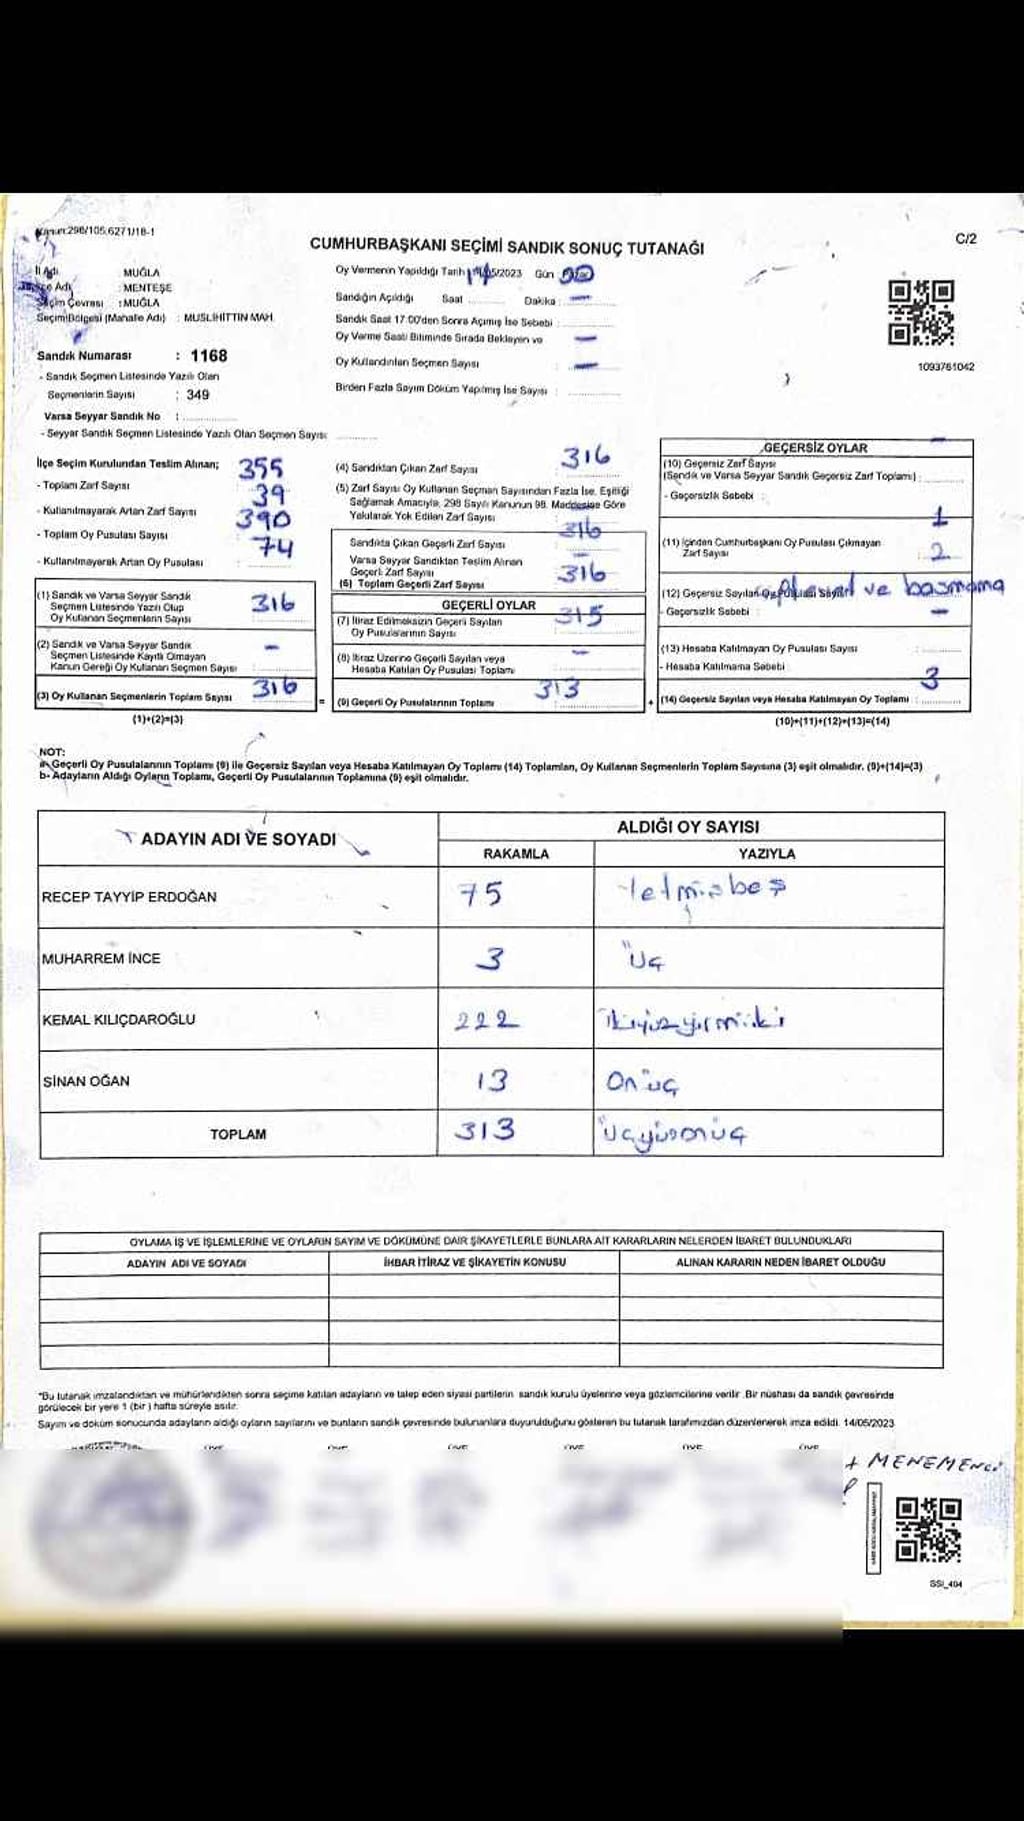 Kanun:298/105,6271/18-1
C/2
CUMHURBAŞKANI SEÇİMİ SANDIK SONUÇ TUTANAĞI
İl Adı : MUĞLA
İlçe Adı : MENTEŞE
Seçim Çevresi : MUĞLA
Seçim Bölgesi (Mahalle Adı) : MUSLİHİTTİN MAH.
Sandık Numarası : 1168
- Sandık Seçmen Listesinde Yazılı Olan
Seçmenlerin Sayısı : 349
Varsa Seyyar Sandık No :
- Seyyar Sandık Seçmen Listesinde Yazılı Olan Seçmen Sayısı:
Oy Vermenin Yapıldığı Tarih 14/05/2023 Gün
Sandığın Açıldığı Saat Dakika : —
Sandık Saat 17:00'den Sonra Açımış İse Sebebi :
Oy Verme Saati Bitiminde Sırada Bekleyen ve —
Oy Kullandırılan Seçmen Sayısı : —
Birden Fazla Sayım Döküm Yapılmış İse Sayısı :
1093761042
İlçe Seçim Kurulundan Teslim Alınan;
- Toplam Zarf Sayısı 355
- Kullanılmayarak Artan Zarf Sayısı 39
- Toplam Oy Pusulası Sayısı 390
- Kullanılmayarak Artan Oy Pusulası 74
(1) Sandık ve Varsa Seyyar Sandık
Seçmen Listesinde Yazılı Olup
Oy Kullanan Seçmenlerin Sayısı 316
(2) Sandık ve Varsa Seyyar Sandık
Seçmen Listesinde Kayıtlı Olmayan
Kanun Gereği Oy Kullanan Seçmen Sayısı : -
(3) Oy Kullanan Seçmenlerin Toplam Sayısı 316
(1)+(2)=(3)
=
(4) Sandıktan Çıkan Zarf Sayısı 316
(5) Zarf Sayısı Oy Kullanan Seçmen Sayısından Fazla İse, Eşitliği
Sağlamak Amacıyla, 298 Sayılı Kanunun 98. Maddesine Göre
Yakılarak Yok Edilen Zarf Sayısı
Sandıkta Çıkan Geçerli Zarf Sayısı 316
Varsa Seyyar Sandıktan Teslim Alınan
Geçerli Zarf Sayısı -
(6) Toplam Geçerli Zarf Sayısı 316
GEÇERLİ OYLAR
(7) İtiraz Edilmeksizin Geçerli Sayılan
Oy Pusulalarının Sayısı 315
(8) İtiraz Üzerine Geçerli Sayılan veya
Hesaba Katılan Oy Pusulası Toplamı -
(9) Geçerli Oy Pusulalarının Toplamı 313
+
GEÇERSİZ OYLAR
(10) Geçersiz Zarf Sayısı
(Sandık ve Varsa Seyyar Sandık Geçersiz Zarf Toplamı) : -
- Geçersizlik Sebebi :
(11) İçinden Cumhurbaşkanı Oy Pusulası Çıkmayan
Zarf Sayısı 1
(12) Geçersiz Sayılan Oy Pusulası Sayısı 2
- Geçersizlik Sebebi : ve basmama
(13) Hesaba Katılmayan Oy Pusulası Sayısı : -
- Hesaba Katılmama Sebebi :
(14) Geçersiz Sayılan veya Hesaba Katılmayan Oy Toplamı : 3
(10)+(11)+(12)+(13)=(14)
NOT:
a- Geçerli Oy Pusulalarının Toplamı (9) ile Geçersiz Sayılan veya Hesaba Katılmayan Oy Toplamı (14) Toplamları, Oy Kullanan Seçmenlerin Toplam Sayısına (3) eşit olmalıdır. (9)+(14)=(3)
b- Adayların Aldığı Oyların Toplamı, Geçerli Oy Pusulalarının Toplamına (9) eşit olmalıdır.
ADAYIN ADI VE SOYADI
ALDIĞI OY SAYISI
RAKAMLA YAZIYLA
RECEP TAYYİP ERDOĞAN 75 Yetmişbeş
MUHARREM İNCE 3 Üç
KEMAL KILIÇDAROĞLU 222 ikiyüzyirmiiki
SİNAN OĞAN 13 Onüç
TOPLAM 313 Üçyüzonüç
OYLAMA İŞ VE İŞLEMLERİNE VE OYLARIN SAYIM VE DÖKÜMÜNE DAİR ŞİKAYETLERLE BUNLARA AİT KARARLARIN NELERDEN İBARET BULUNDUKLARI
ADAYIN ADI VE SOYADI İHBAR İTİRAZ VE ŞİKAYETİN KONUSU ALINAN KARARIN NEDEN İBARET OLDUĞU
*Bu tutanak imzalandıktan ve mühürlendikten sonra seçime katılan adayların ve talep eden siyasi partilerin sandık kurulu üyelerine veya gözlemcilerine verilir. Bir nüshası da sandık çevresinde
görülecek bir yere 1 (bir) hafta süreyle asılır.
Sayım ve döküm sonucunda adayların aldığı oyların sayılarını ve bunların sandık çevresinde bulunanlara duyurulduğunu gösteren bu tutanak tarafımızdan düzenlenerek imza edildi. 14/05/2023
+ MENEMENCİ
SSI_404